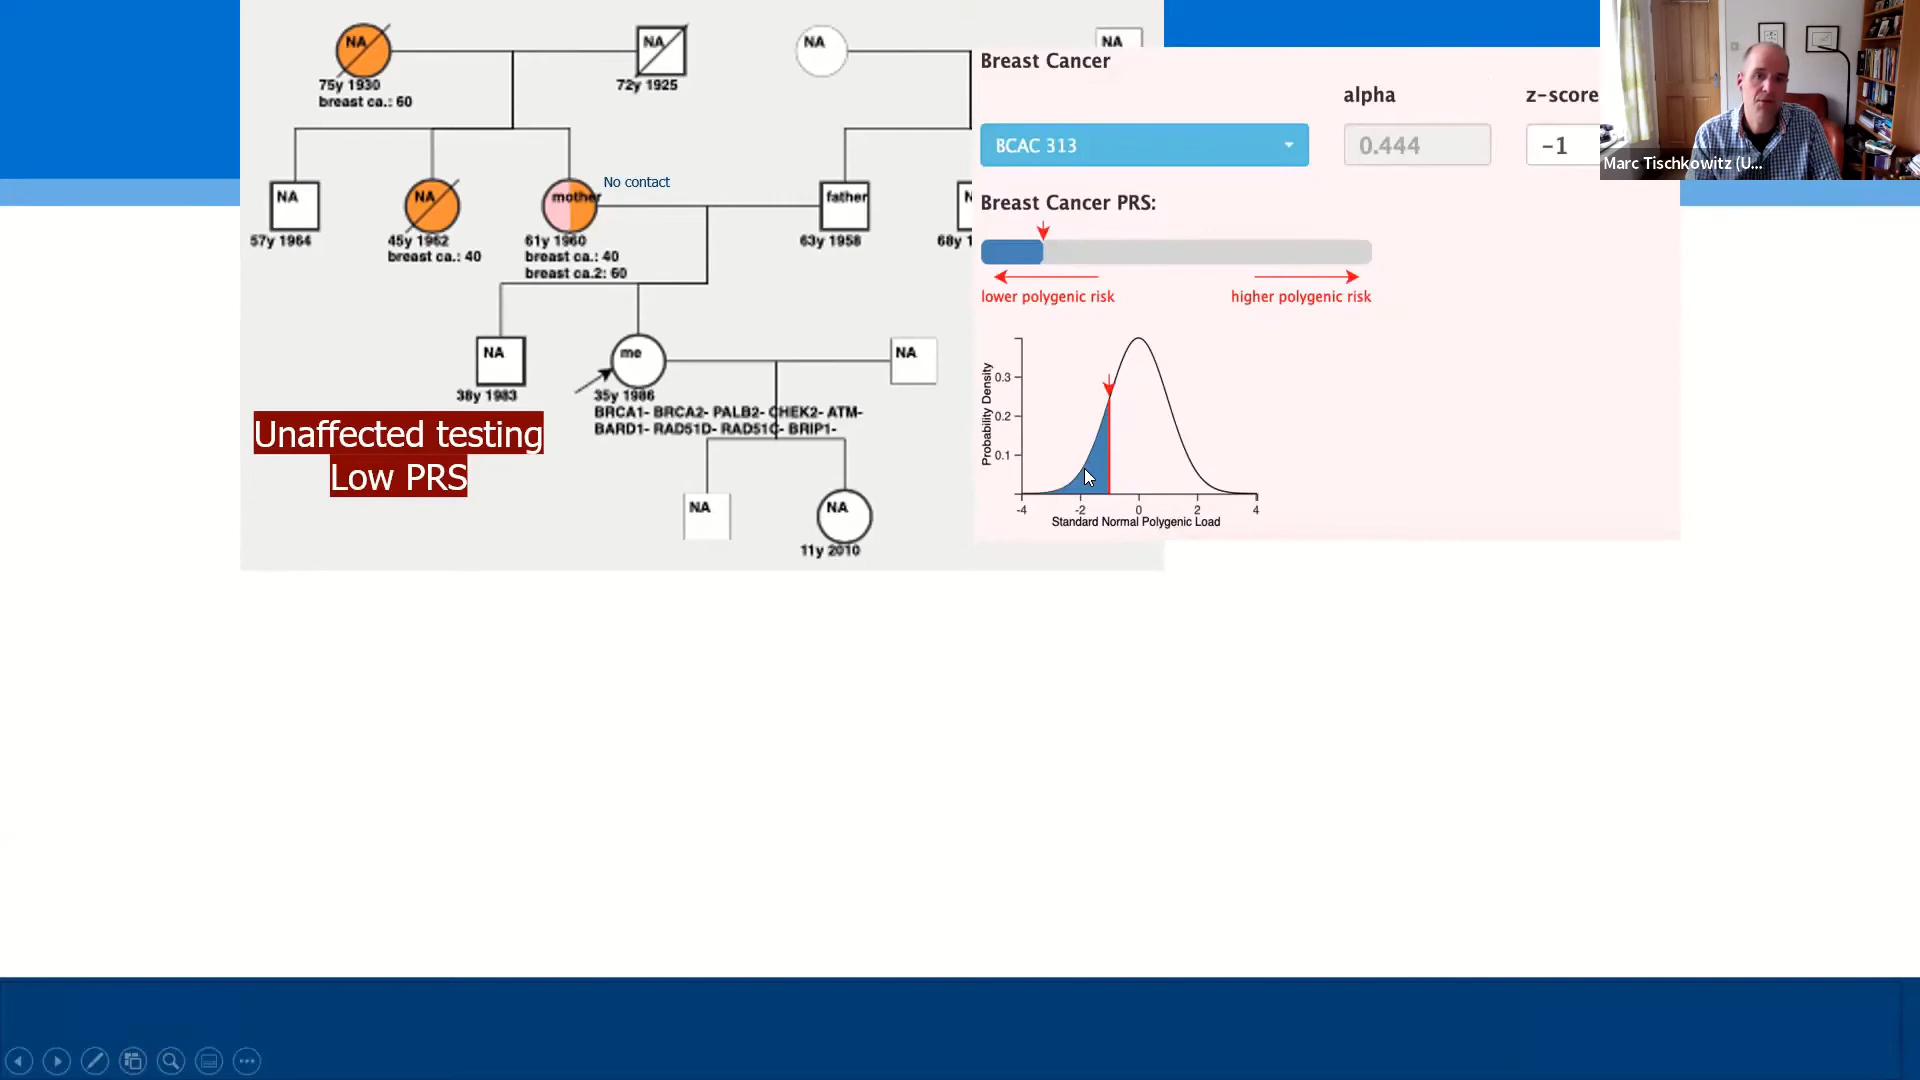 NA
75y 1930
breast ca.: 60
NA
72y 1925
NA
NA
NA
57y 1964
NA
45y 1962
breast ca.: 40
mother
No contact
61y 1960
breast ca.: 40
breast ca.2: 60
father
63y 1958
68y 1
NA
38y 1983
me
35y 1986
BRCA1- BRCA2- PALB2- CHEK2- ATM-
BARD1- RAD51D- RAD51C- BRIP1-
NA
Unaffected testing
Low PRS
NA
NA
11y 2010
Breast Cancer
alpha
z-score
BCAC 313
0.444
-1
Breast Cancer PRS:
lower polygenic risk
higher polygenic risk
Probability Density
0.3
0.2
0.1
-4
-2
0
2
4
Standard Normal Polygenic Load
Marc Tischkowitz (U...